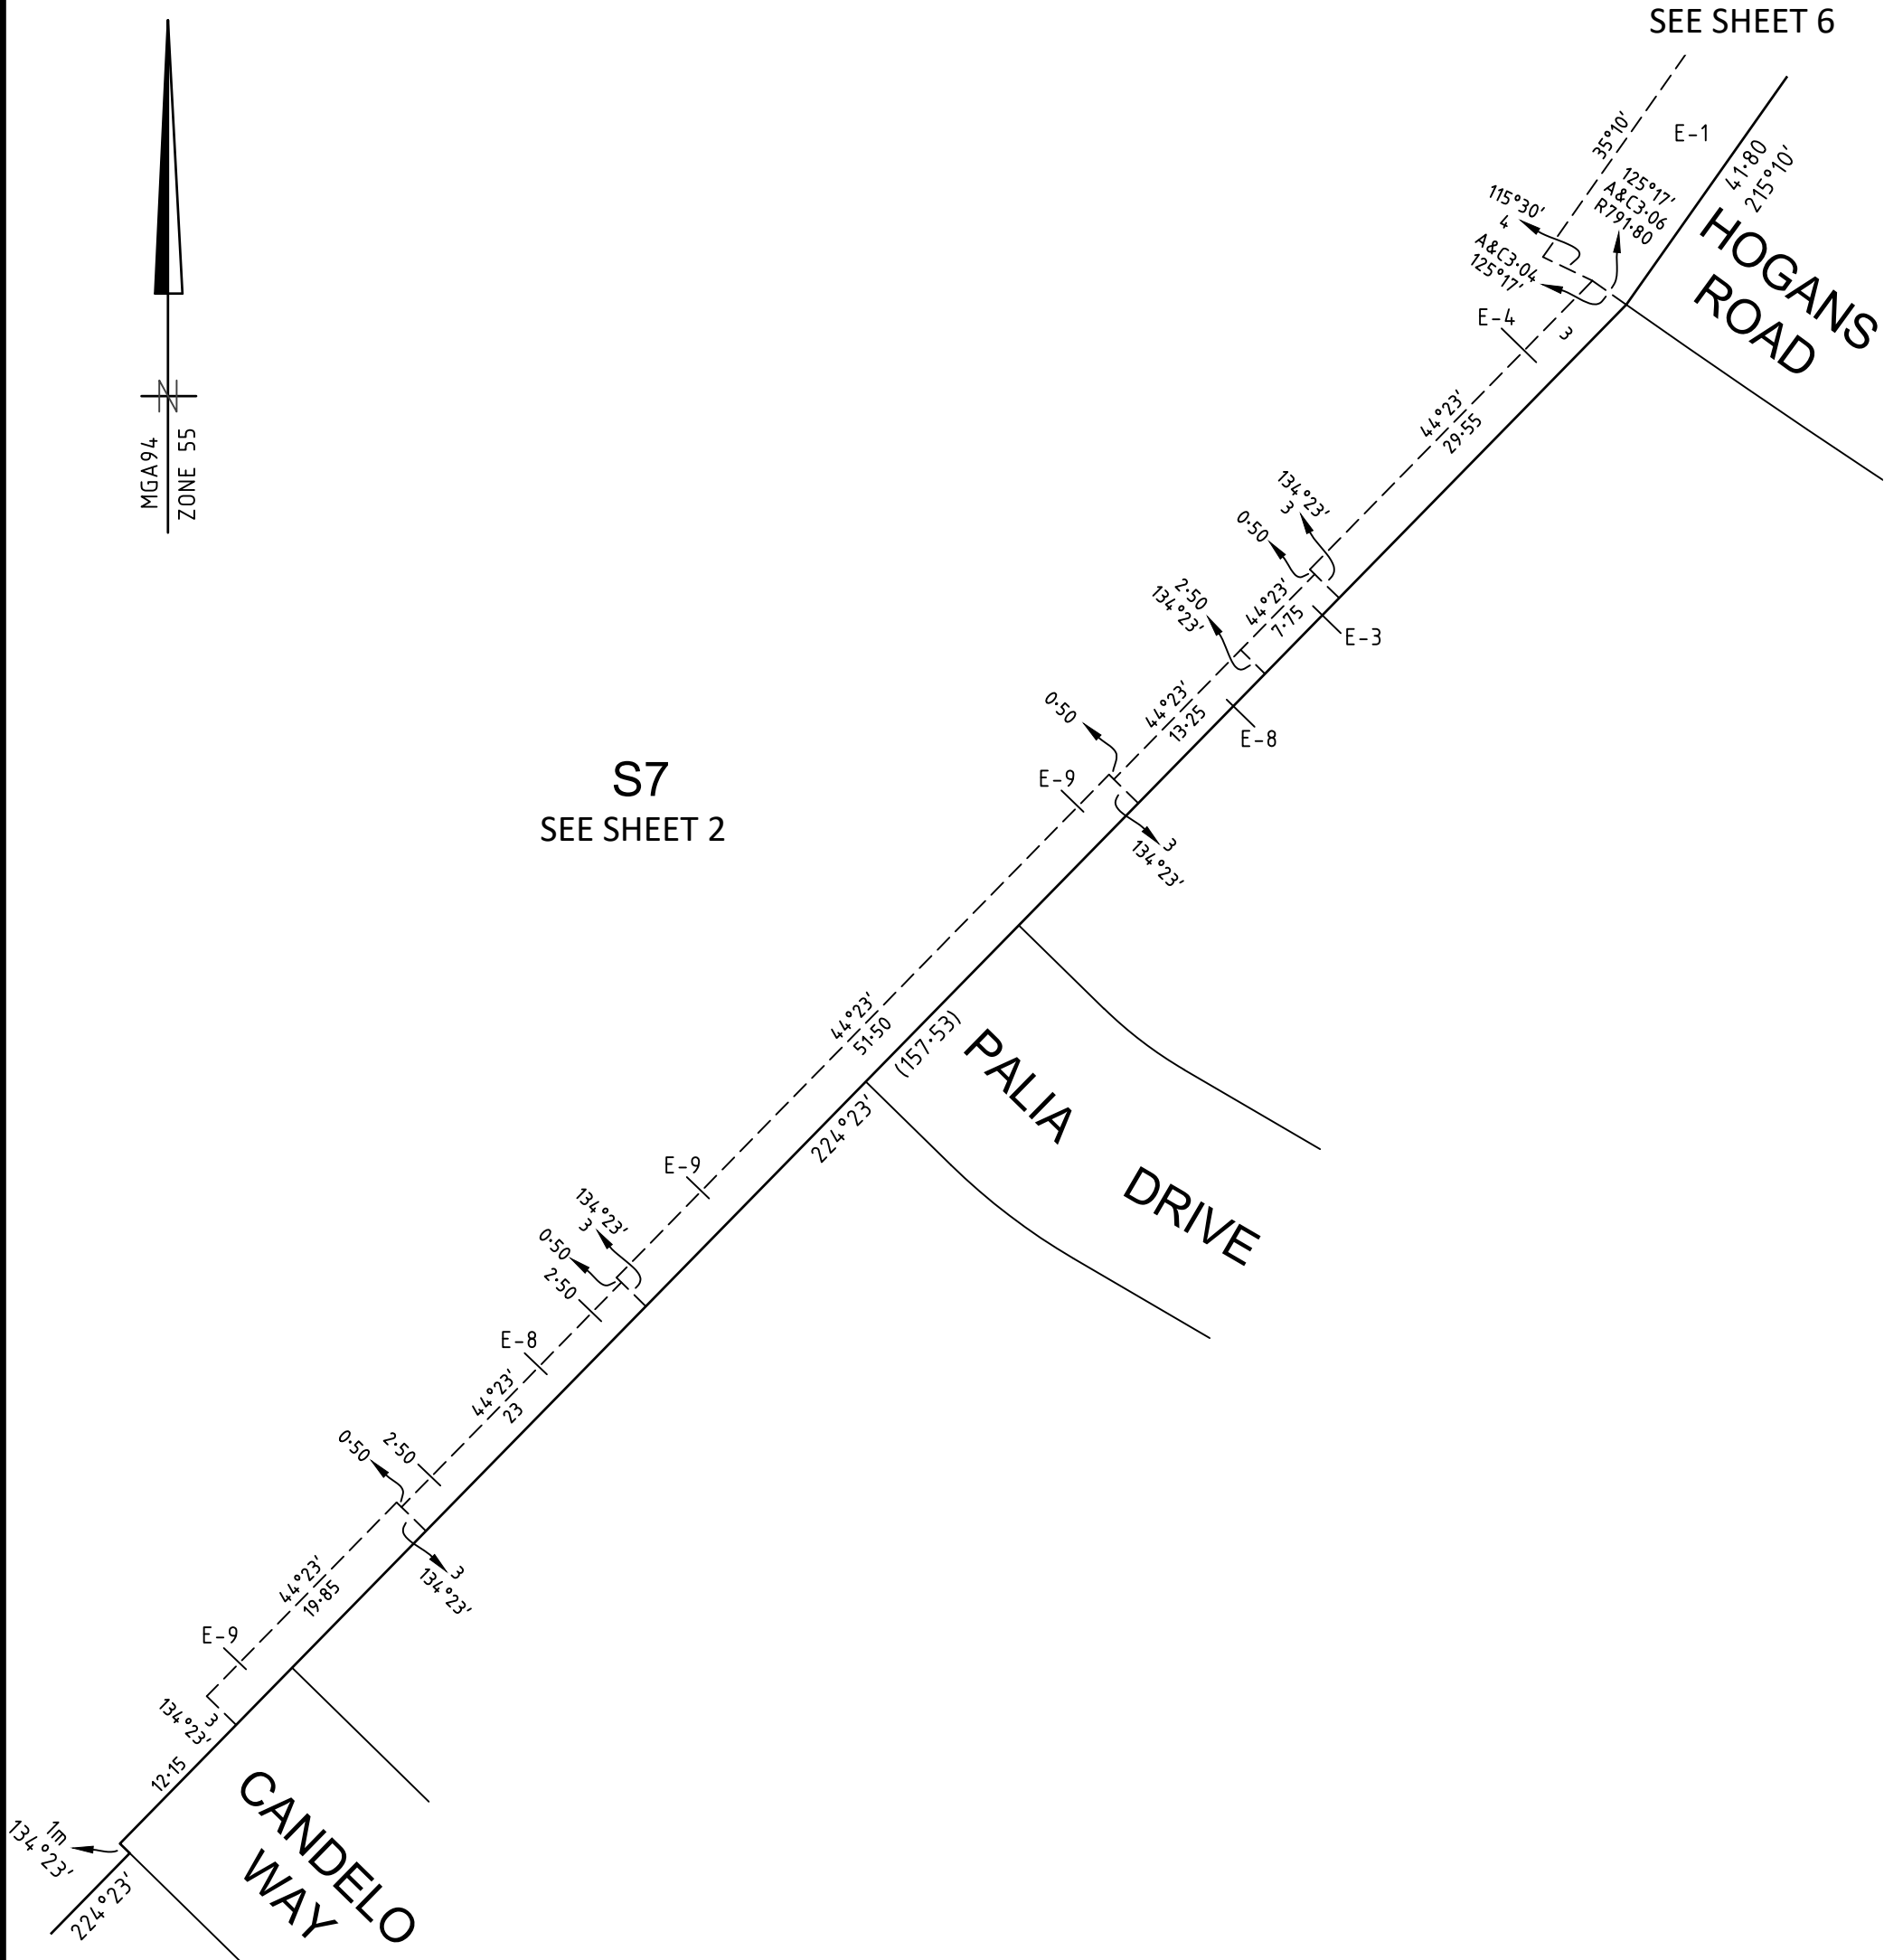 SEE SHEET 6
35°10'
E-1
41·80
215°10'
125°17'
A&C3·06
R791·80
115°30'
4
A&C3·04
125°17'
HOGANS
ROAD
E-4
3
N
MGA94
ZONE 55
44°23'
29·55
134°23'
3
0·50
44°23'
7·75
2·50
134°23'
E-3
44°23'
13·25
0·50
E-8
E-9
3
134°23'
S7
SEE SHEET 2
44°23'
51·50
(157·53)
224°23'
PALIA
DRIVE
E-9
134°23'
3
0·50
2·50
E-8
44°23'
23
2·50
0·50
3
134°23'
44°23'
19·85
E-9
3
134°23'
12·15
CANDELO
WAY
1m
134°23'
224°23'